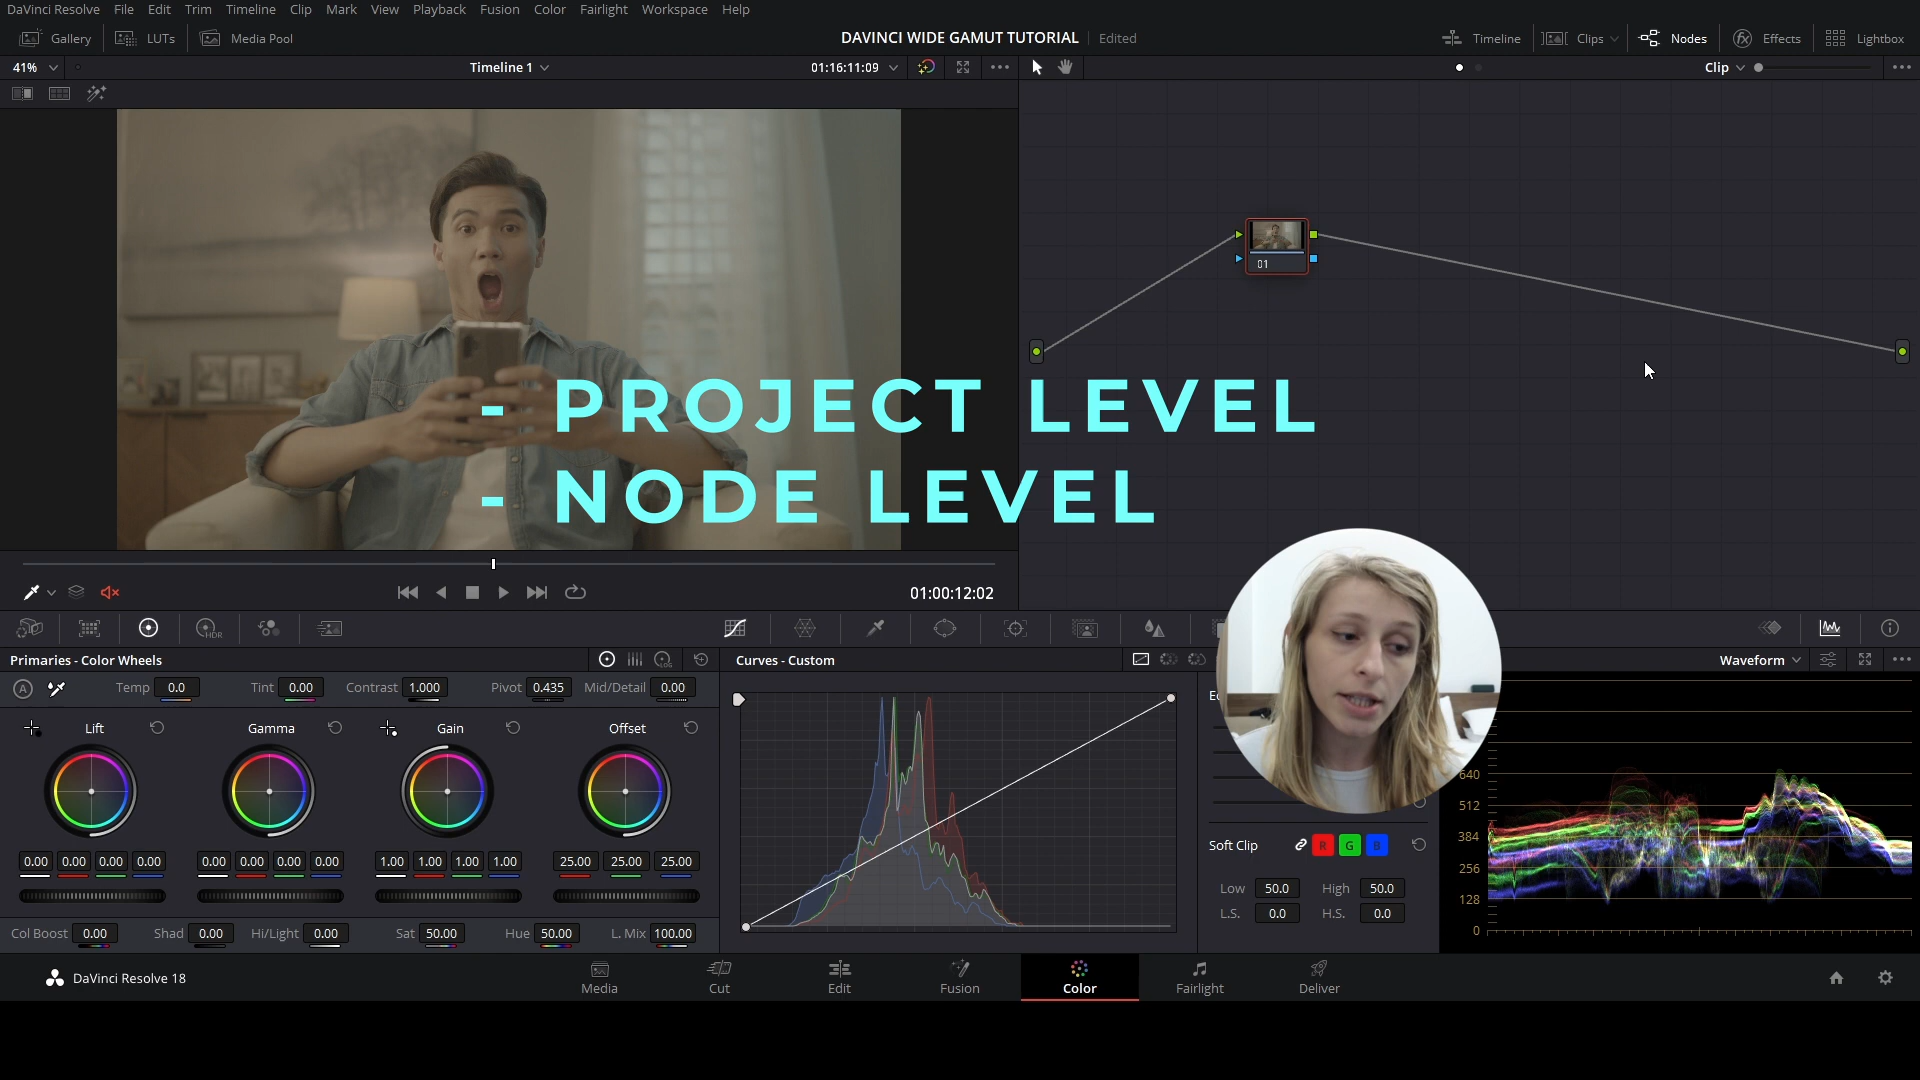 DaVinci Resolve File Edit Trim Timeline Clip Mark View Playback Fusion Color Fairlight Workspace Help
Gallery LUTs Media Pool DAVINCI WIDE GAMUT TUTORIAL Edited Timeline Clips Nodes fx Effects Lightbox
41% Timeline 1 01:16:11:09 Clip
01
- PROJECT LEVEL
- NODE LEVEL
01:00:12:02
HDR
Primaries - Color Wheels LOG Curves - Custom Waveform
A Temp 0.0 Tint 0.00 Contrast 1.000 Pivot 0.435 Mid/Detail 0.00
Lift Gamma Gain Offset
0.00 0.00 0.00 0.00 0.00 0.00 0.00 0.00 1.00 1.00 1.00 1.00 25.00 25.00 25.00
Col Boost 0.00 Shad 0.00 Hi/Light 0.00 Sat 50.00 Hue 50.00 L. Mix 100.00
Soft Clip R G B
Low 50.0 High 50.0
L.S. 0.0 H.S. 0.0
640
512
384
256
128
0
DaVinci Resolve 18 Media Cut Edit Fusion Color Fairlight Deliver